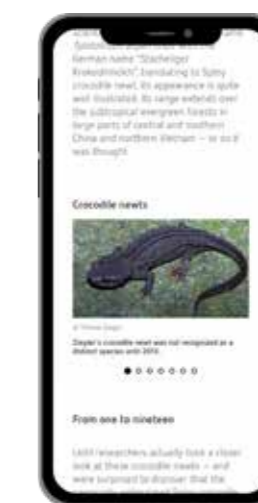 German name "Stachliger
Krokodilmolch", translating to Spiny
crocodile newt, its appearance is quite
well illustrated. Its range extends over
the subtropical evergreen forests in
large parts of central and southern
China and northern Vietnam – or so it
was thought.
Crocodile newts
Ziegler's crocodile newt was not recognized as a
distinct species until 2013.
From one to nineteen
Until researchers actually took a closer
look at these crocodile newts – and
were surprised to discover that the